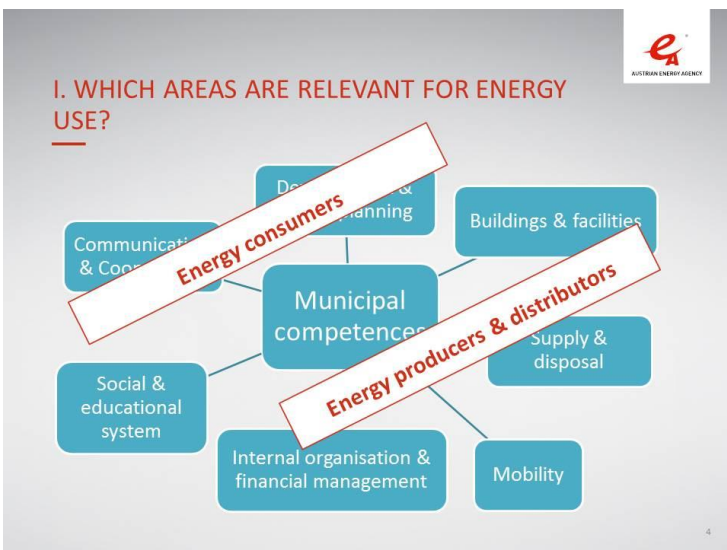 AUSTRIAN ENERGY AGENCY
I. WHICH AREAS ARE RELEVANT FOR ENERGY
USE?
&
Communicati
& Coo
Energy consumers
Buildings & facilities
Municipal
competences
Energy producers & distributors
Supply &
disposal
Social &
educational
system
Internal organisation &
financial management
Mobility
4